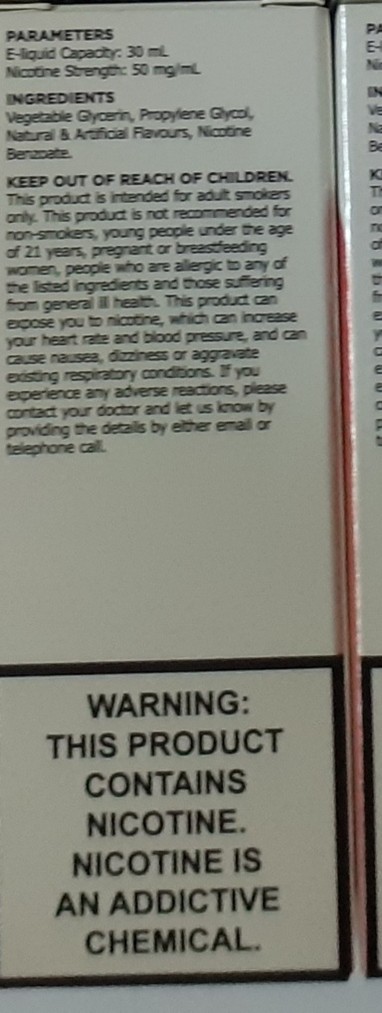 PARAMETERS
E-liquid Capacity: 30 mL
Nicotine Strength: 50 mg/mL
INGREDIENTS
Vegetable Glycerin, Propylene Glycol,
Natural & Artificial Flavours, Nicotine
Benzoate.
KEEP OUT OF REACH OF CHILDREN.
This product is intended for adult smokers
only. This product is not recommended for
non-smokers, young people under the age
of 21 years, pregnant or breastfeeding
women, people who are allergic to any of
the listed ingredients and those suffering
from general ill health. This product can
expose you to nicotine, which can increase
your heart rate and blood pressure, and can
cause nausea, dizziness or aggravate
existing respiratory conditions. If you
experience any adverse reactions, please
contact your doctor and let us know by
providing the details by either email or
telephone call.
WARNING:
THIS PRODUCT
CONTAINS
NICOTINE.
NICOTINE IS
AN ADDICTIVE
CHEMICAL.